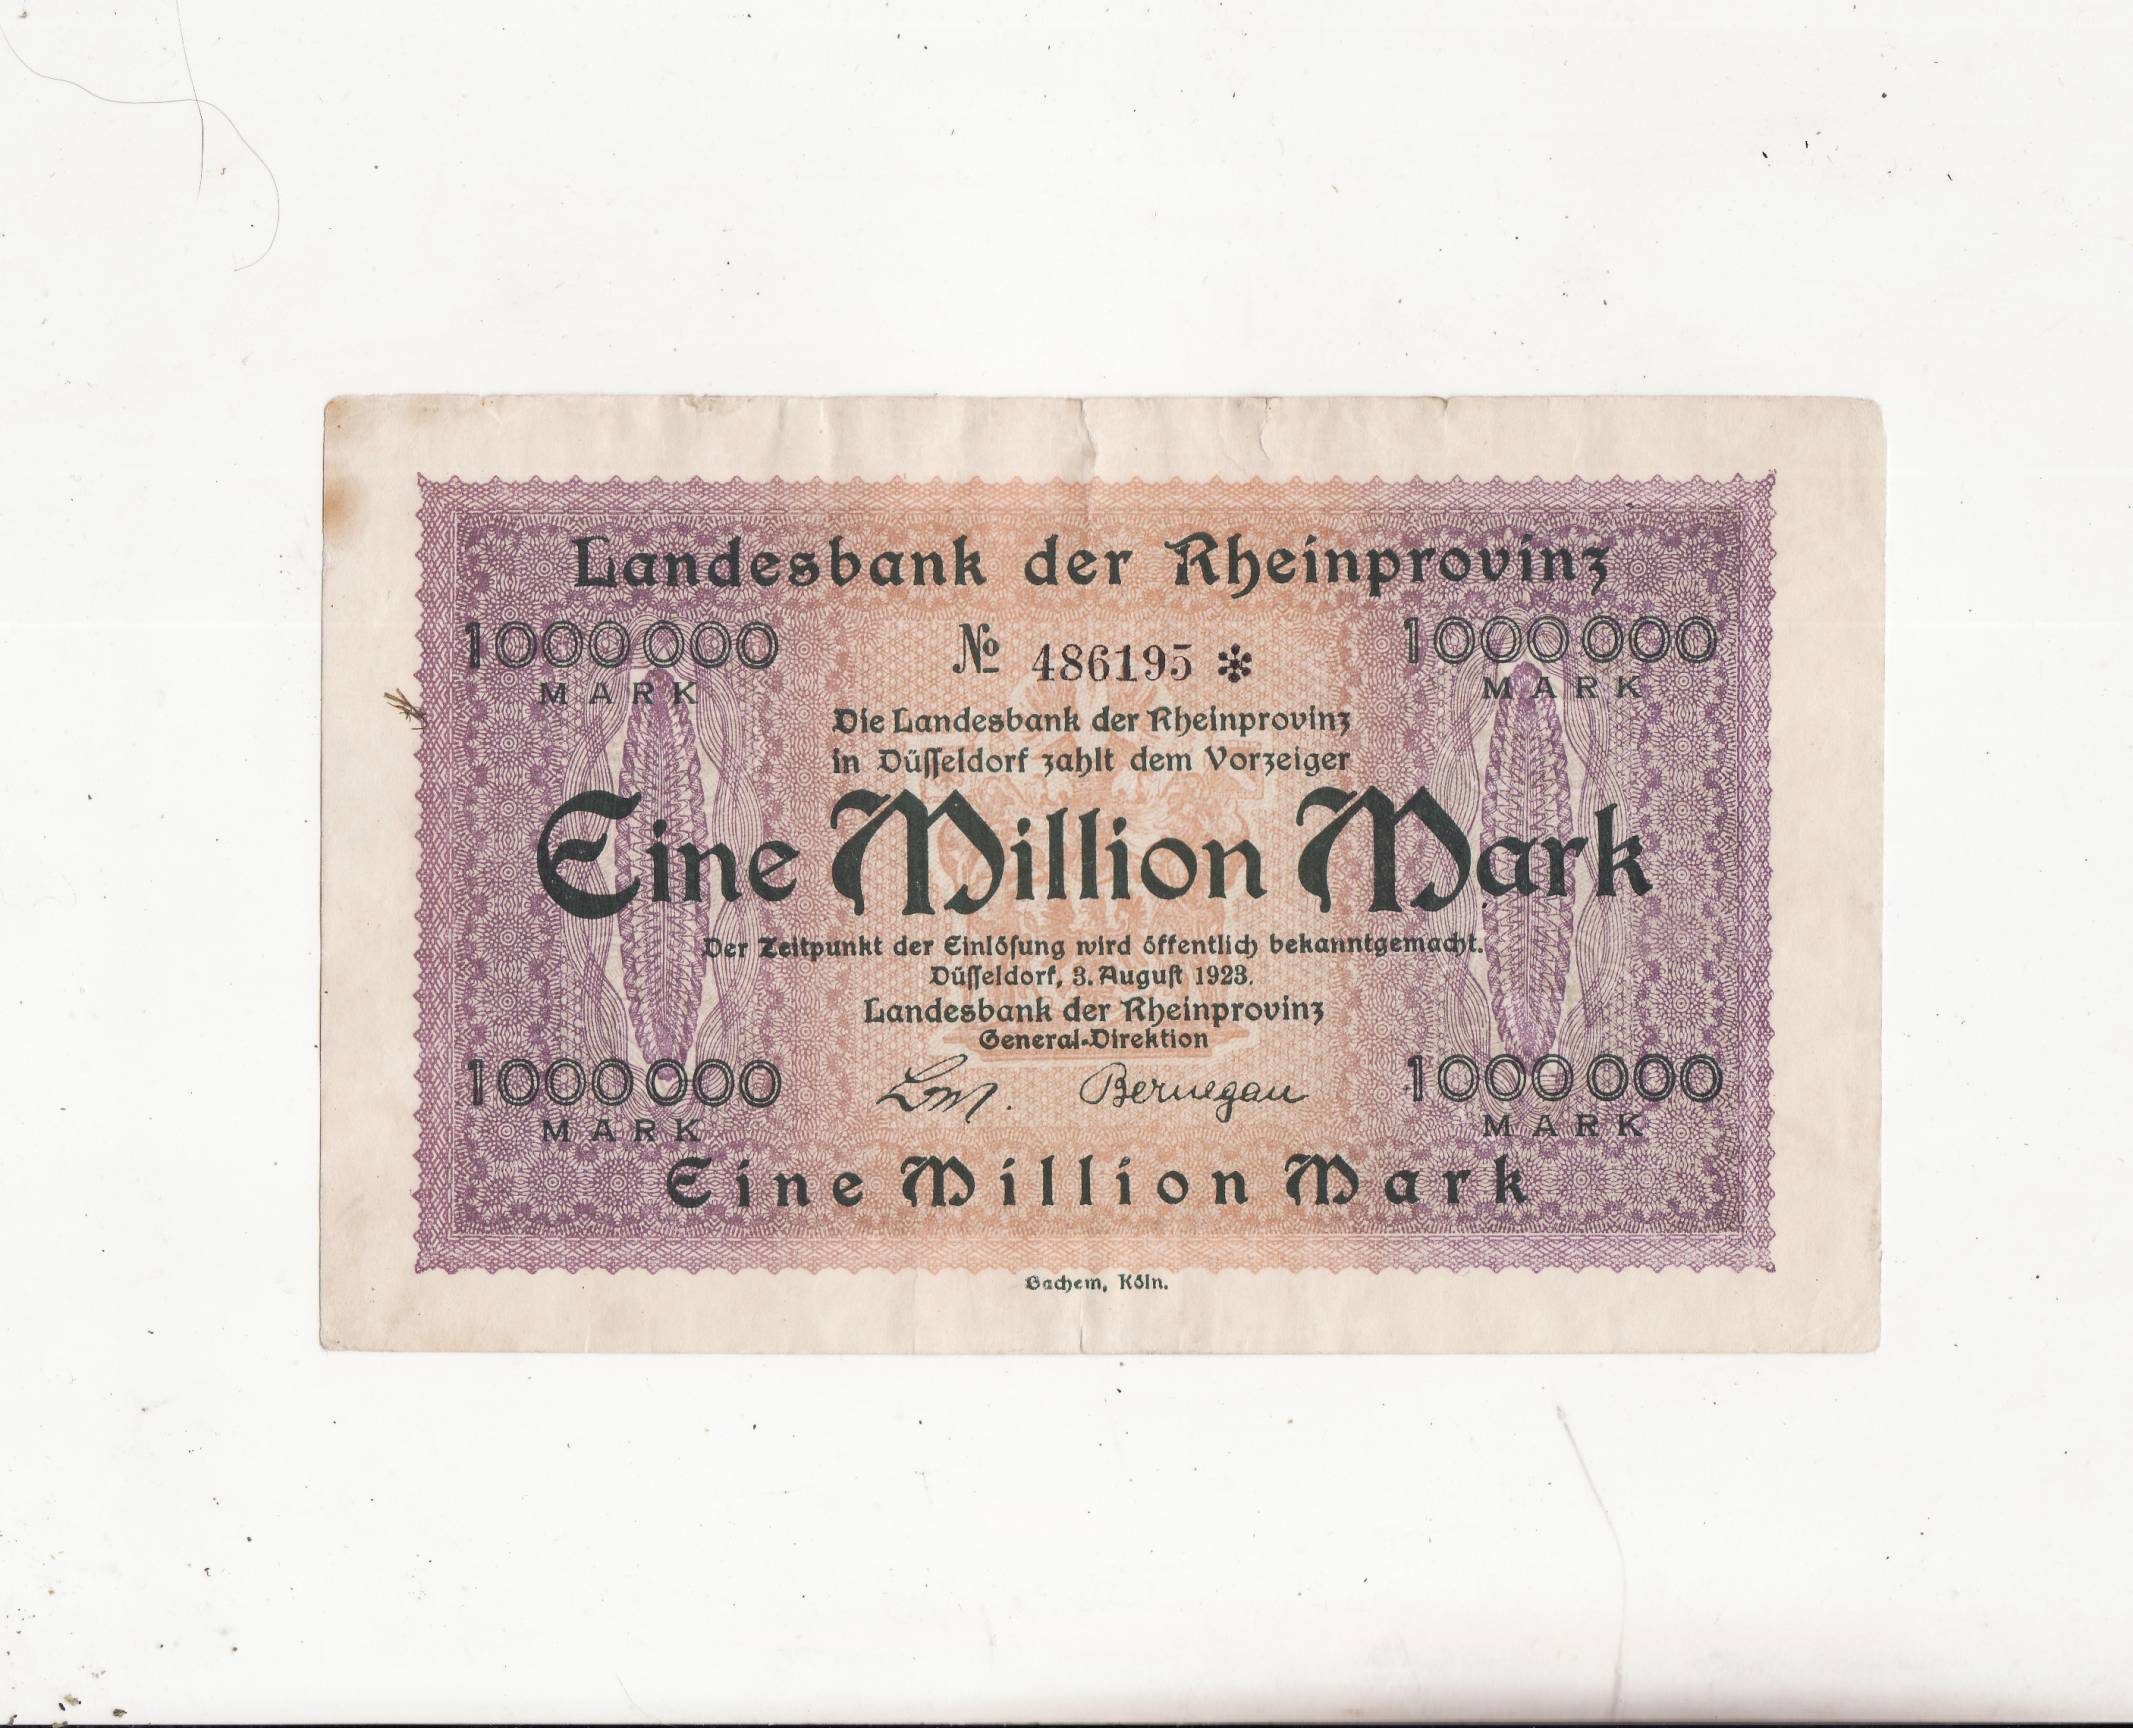 Landesbank der Rheinprovinz
1000000 № 486195 * 1000000
MARK MARK
Die Landesbank der Rheinprovinz
in Düſſeldorf zahlt dem Vorzeiger
Eine Million Mark
Der Zeitpunkt der Einlöſung wird öffentlich bekanntgemacht.
Düſſeldorf, 3. Auguſt 1923.
Landesbank der Rheinprovinz
General-Direktion
1000000 Bernegau 1000000
MARK MARK
Eine Million Mark
Bachem, Köln.